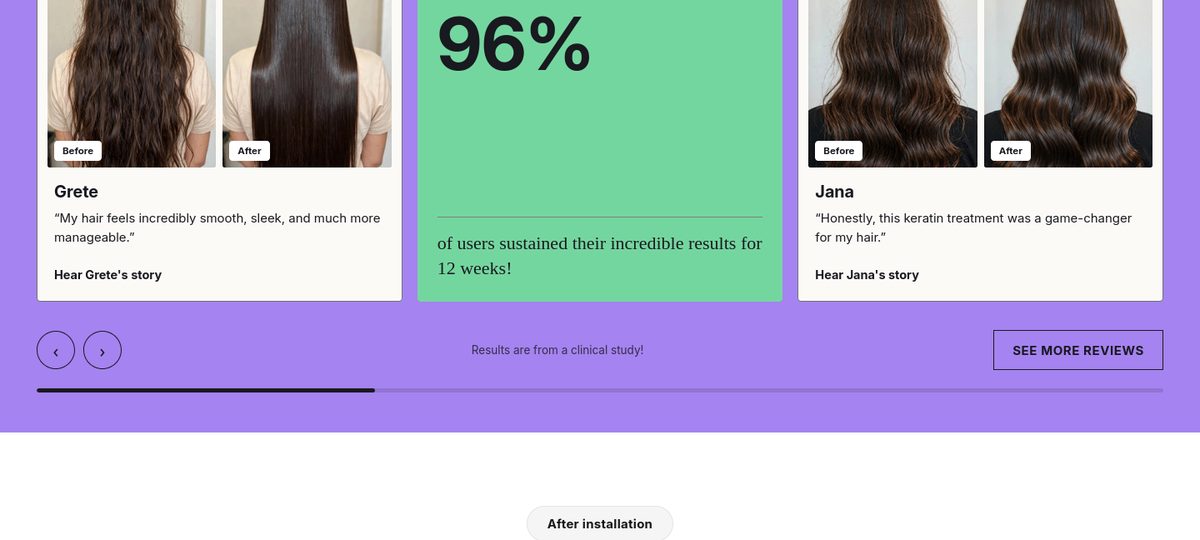 Before
After
Grete
“My hair feels incredibly smooth, sleek, and much more
manageable.”
Hear Grete's story
96%
of users sustained their incredible results for
12 weeks!
Before
After
Jana
“Honestly, this keratin treatment was a game-changer
for my hair.”
Hear Jana's story
‹
›
Results are from a clinical study!
SEE MORE REVIEWS
After installation